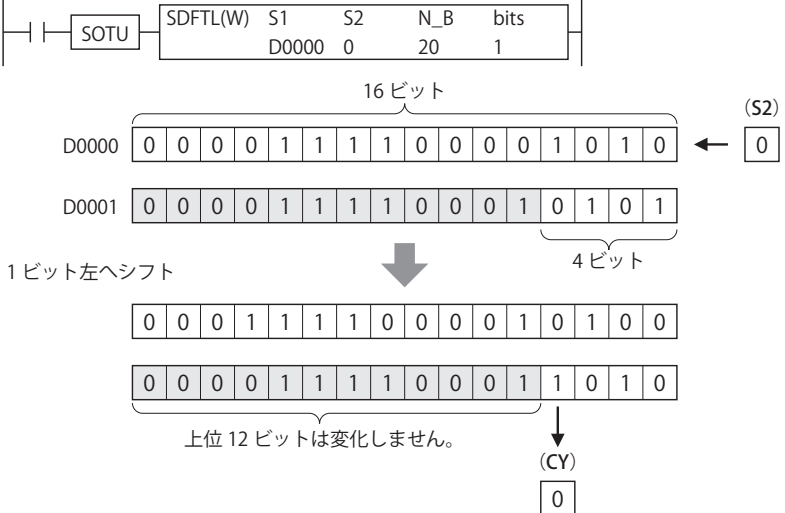 SOTU
SDFTL(W) S1 S2 N_B bits
D0000 0 20 1
16 ビット
(S2)
D0000 0 0 0 0 1 1 1 1 0 0 0 0 1 0 1 0 0
D0001 0 0 0 0 1 1 1 1 0 0 0 1 0 1 0 1
4 ビット
1 ビット左へシフト
0 0 0 1 1 1 1 0 0 0 0 1 0 1 0 0
0 0 0 0 1 1 1 1 0 0 0 1 1 0 1 0
上位 12 ビットは変化しません。
(CY)
0